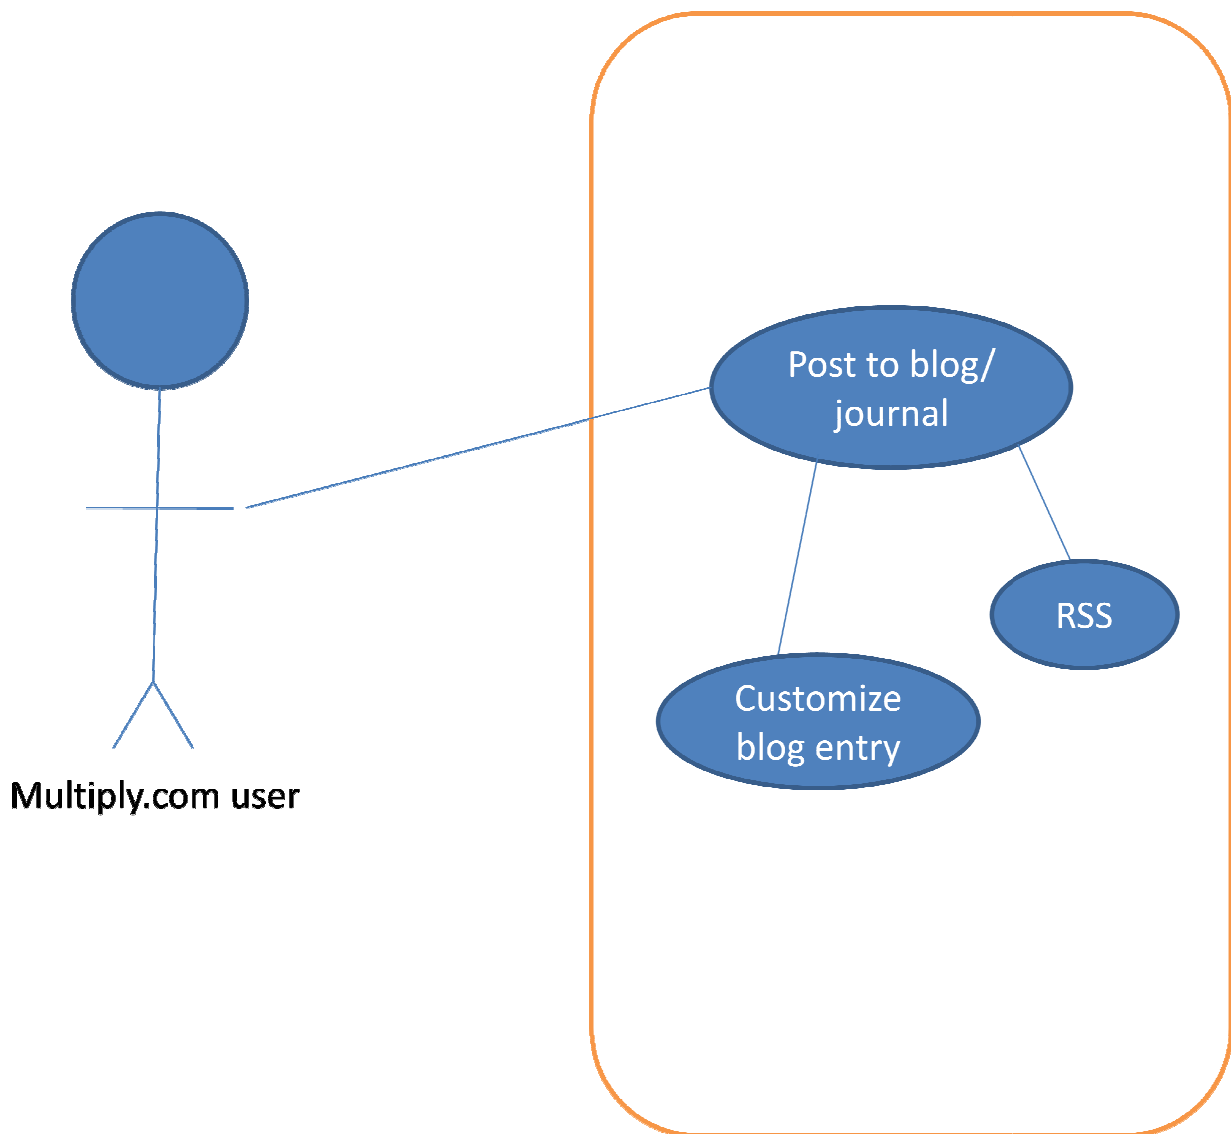 Post to blog/
journal
RSS
Customize
blog entry
Multiply.com user